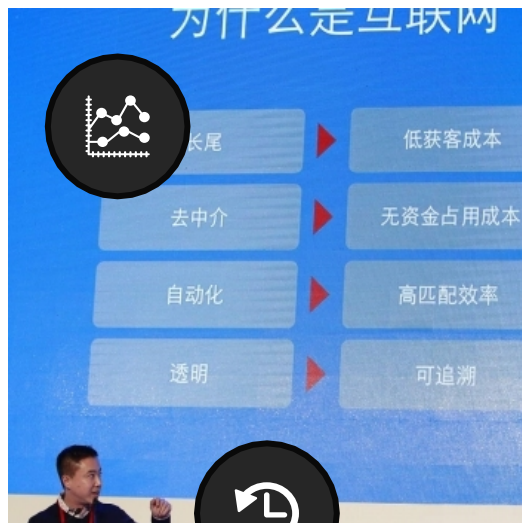 为什么是互联网
长尾
低获客成本
去中介
无资金占用成本
自动化
高匹配效率
透明
可追溯